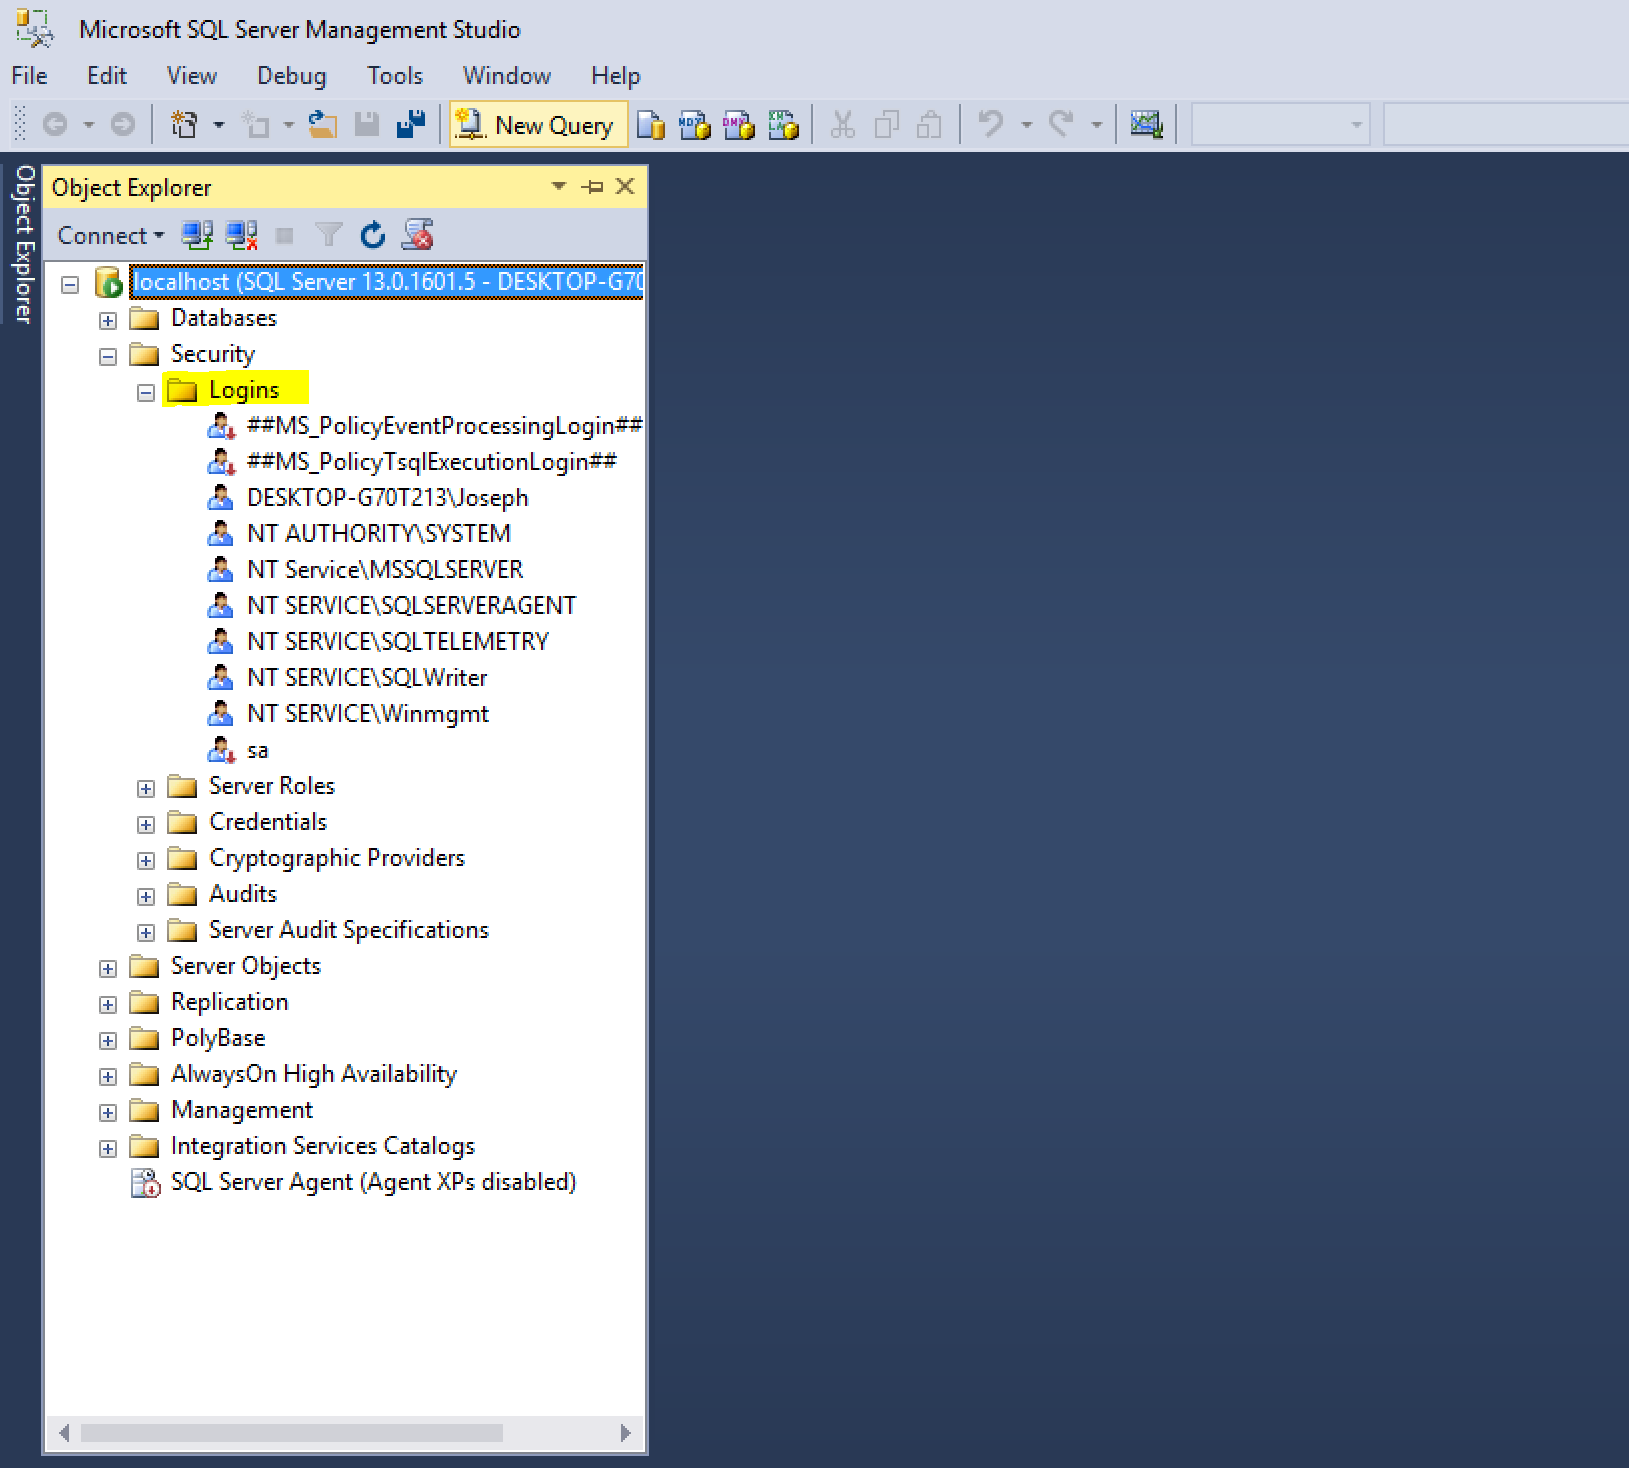 Microsoft SQL Server Management Studio
File Edit View Debug Tools Window Help
New Query
Object Explorer
Object Explorer
Connect
localhost (SQL Server 13.0.1601.5 - DESKTOP-G70
Databases
Security
Logins
##MS_PolicyEventProcessingLogin##
##MS_PolicyTsqlExecutionLogin##
DESKTOP-G70T213\Joseph
NT AUTHORITY\SYSTEM
NT Service\MSSQLSERVER
NT SERVICE\SQLSERVERAGENT
NT SERVICE\SQLTELEMETRY
NT SERVICE\SQLWriter
NT SERVICE\Winmgmt
sa
Server Roles
Credentials
Cryptographic Providers
Audits
Server Audit Specifications
Server Objects
Replication
PolyBase
AlwaysOn High Availability
Management
Integration Services Catalogs
SQL Server Agent (Agent XPs disabled)